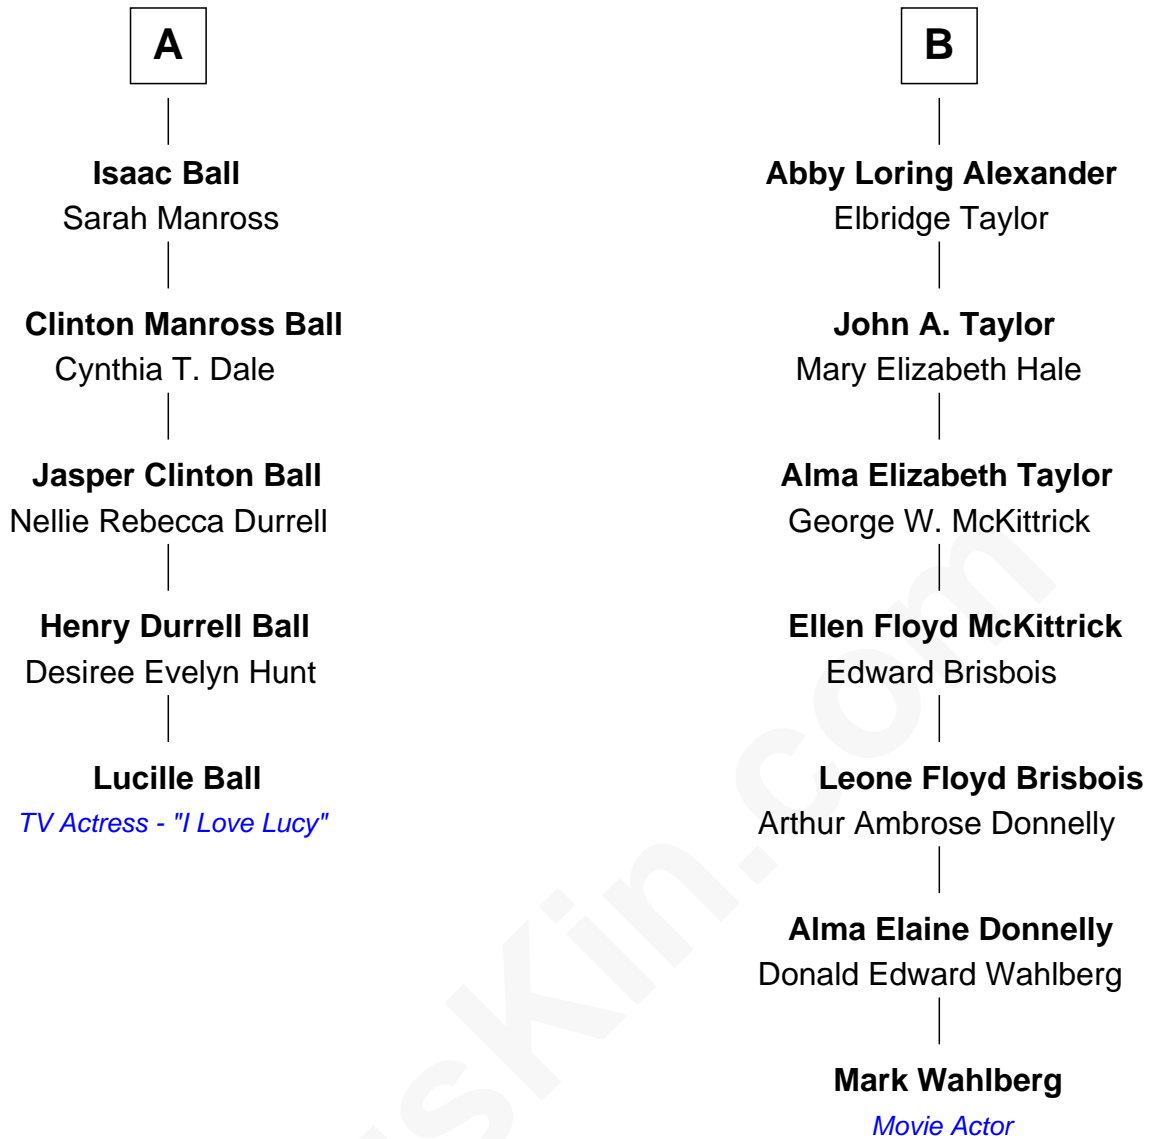 A
Isaac Ball
Sarah Manross
Clinton Manross Ball
Cynthia T. Dale
Jasper Clinton Ball
Nellie Rebecca Durrell
Henry Durrell Ball
Desiree Evelyn Hunt
Lucille Ball
TV Actress - "I Love Lucy"
B
Abby Loring Alexander
Elbridge Taylor
John A. Taylor
Mary Elizabeth Hale
Alma Elizabeth Taylor
George W. McKittrick
Ellen Floyd McKittrick
Edward Brisbois
Leone Floyd Brisbois
Arthur Ambrose Donnelly
Alma Elaine Donnelly
Donald Edward Wahlberg
Mark Wahlberg
Movie Actor
sKin.com